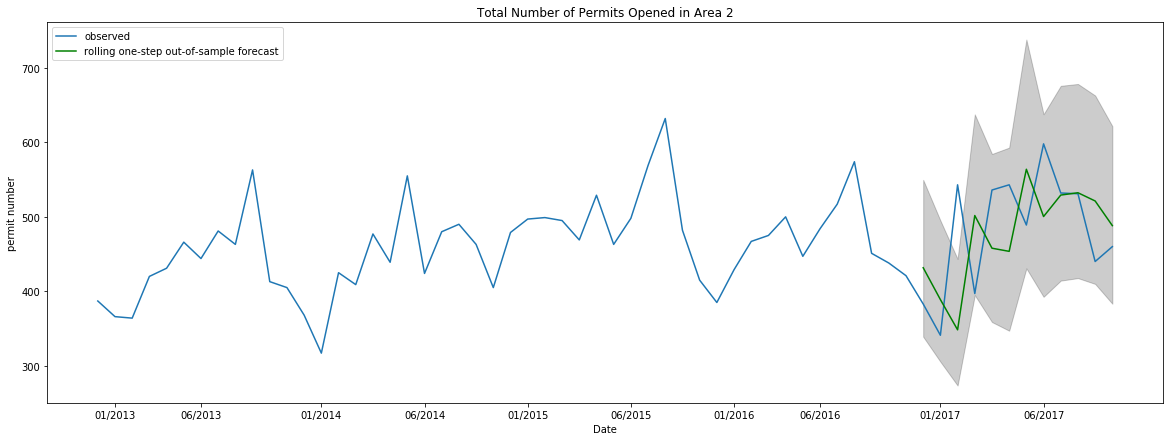 Total Number of Permits Opened in Area 2
observed
rolling one-step out-of-sample forecast
permit number
700
600
500
400
300
01/2013 06/2013 01/2014 06/2014 01/2015 06/2015 01/2016 06/2016 01/2017 06/2017
Date